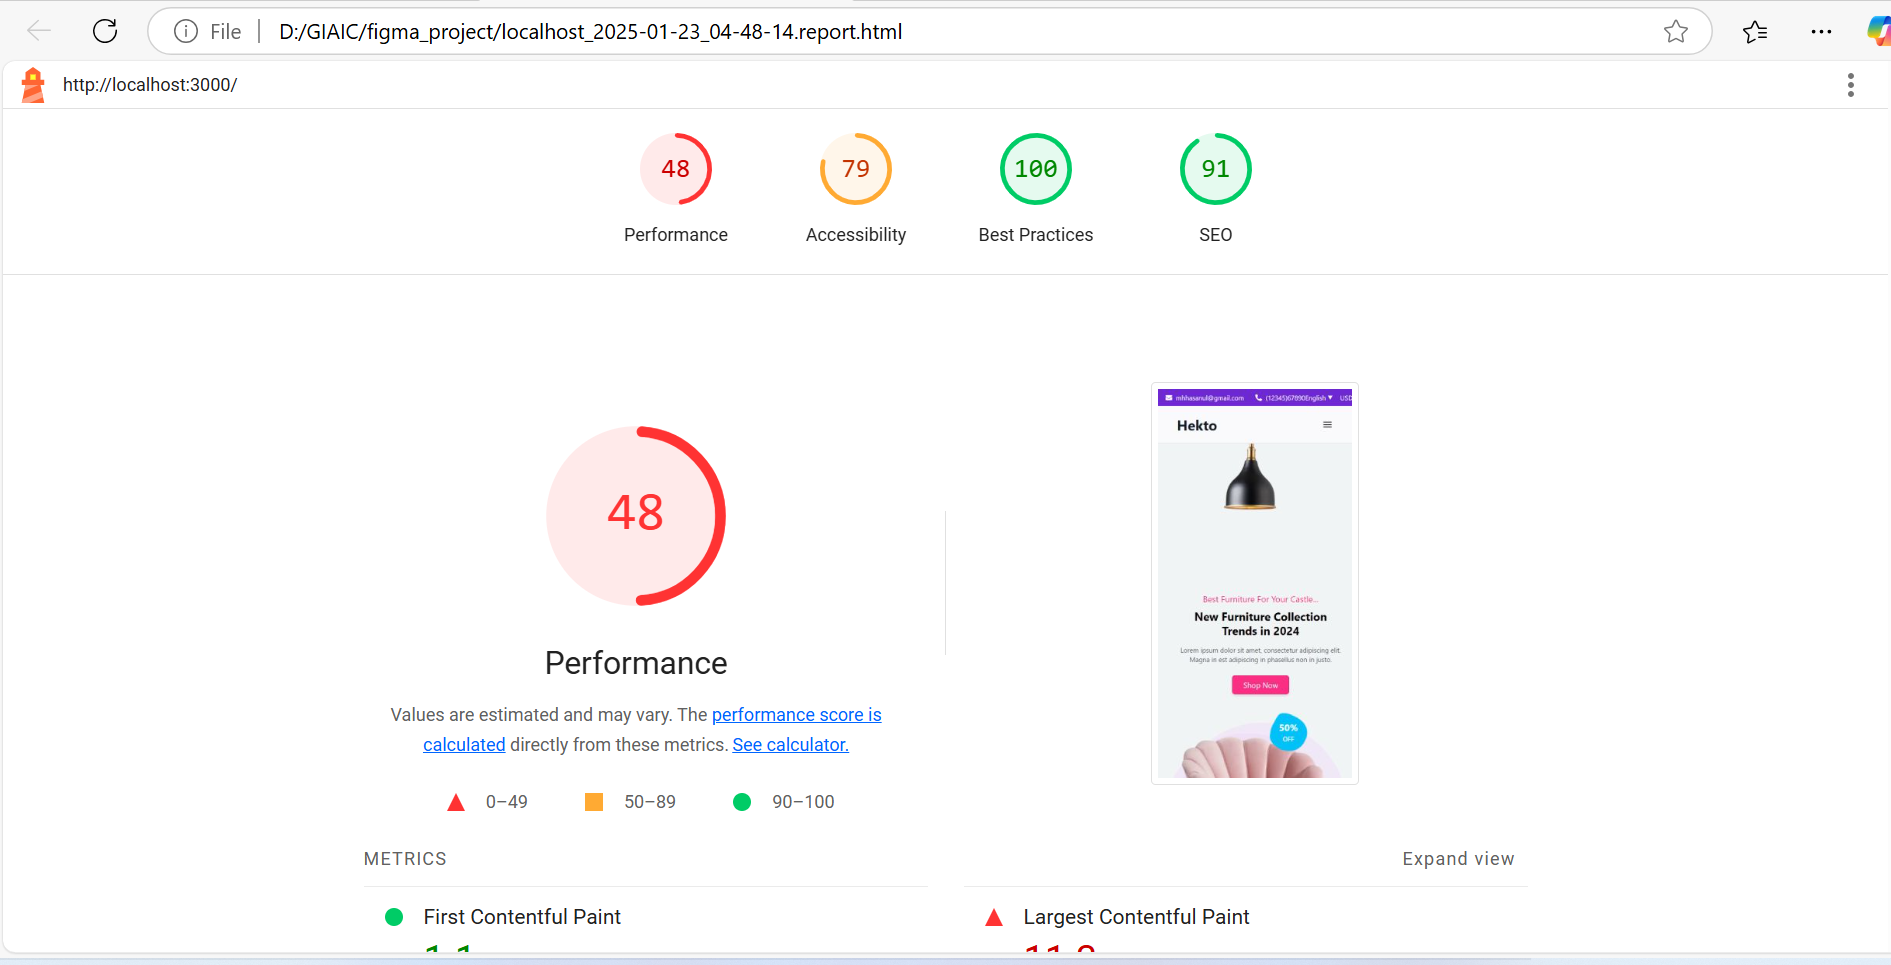 File D:/GIAIC/figma_project/localhost_2025-01-23_04-48-14.report.html
http://localhost:3000/
48 79 100 91
Performance Accessibility Best Practices SEO
48
Performance
Values are estimated and may vary. The performance score is
calculated directly from these metrics. See calculator.
0–49 50–89 90–100
mhhasanul@gmail.com (12345)67890English USD
Hekto
Best Furniture For Your Castle...
New Furniture Collection
Trends in 2024
Lorem ipsum dolor sit amet, consectetur adipiscing elit.
Magna in est adipiscing in phasellus non in justo.
Shop Now
50%
OFF
METRICS
Expand view
First Contentful Paint
Largest Contentful Paint